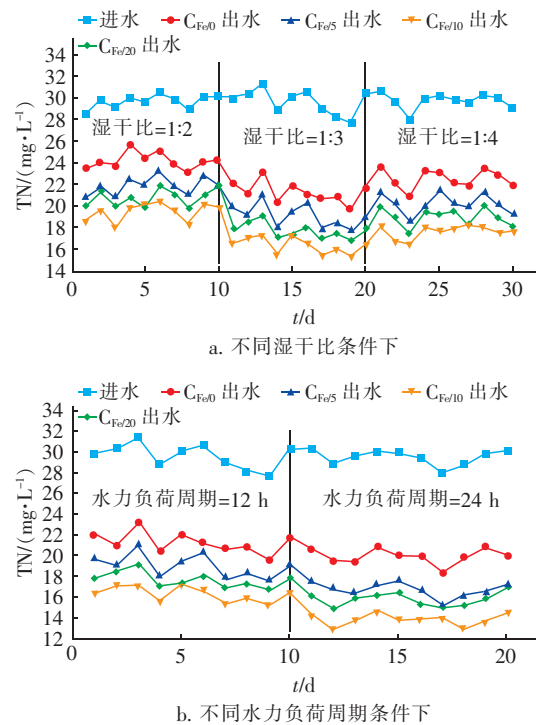 进水 C_Fe/0 出水 C_Fe/5 出水 C_Fe/10 出水
C_Fe/20 出水
34
32
30
28
26
24
22
20
18
16
14
TN/(mg·L⁻¹)
湿干比=1∶2 湿干比=1∶3 湿干比=1∶4
0 5 10 15 20 25 30
t/d
a. 不同湿干比条件下
进水 C_Fe/0 出水 C_Fe/5 出水 C_Fe/10 出水
C_Fe/20 出水
34
32
30
28
26
24
22
20
18
16
14
12
TN/(mg·L⁻¹)
水力负荷周期=12 h 水力负荷周期=24 h
0 5 10 15 20
t/d
b. 不同水力负荷周期条件下